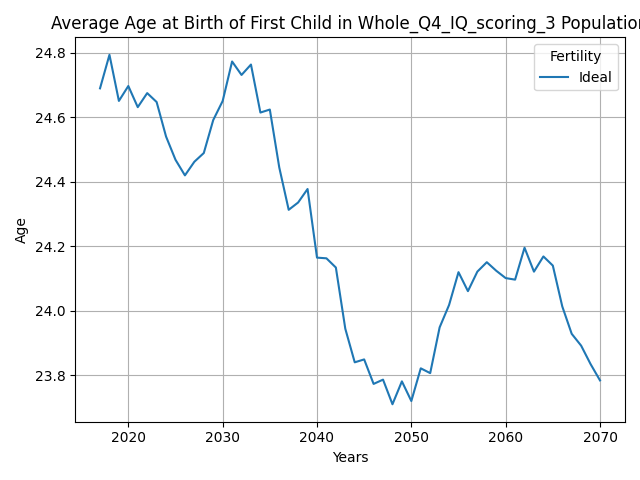 Average Age at Birth of First Child in Whole_Q4_IQ_scoring_3 Population
Fertility
Ideal
24.8
24.6
24.4
24.2
24.0
23.8
Age
2020 2030 2040 2050 2060 2070
Years